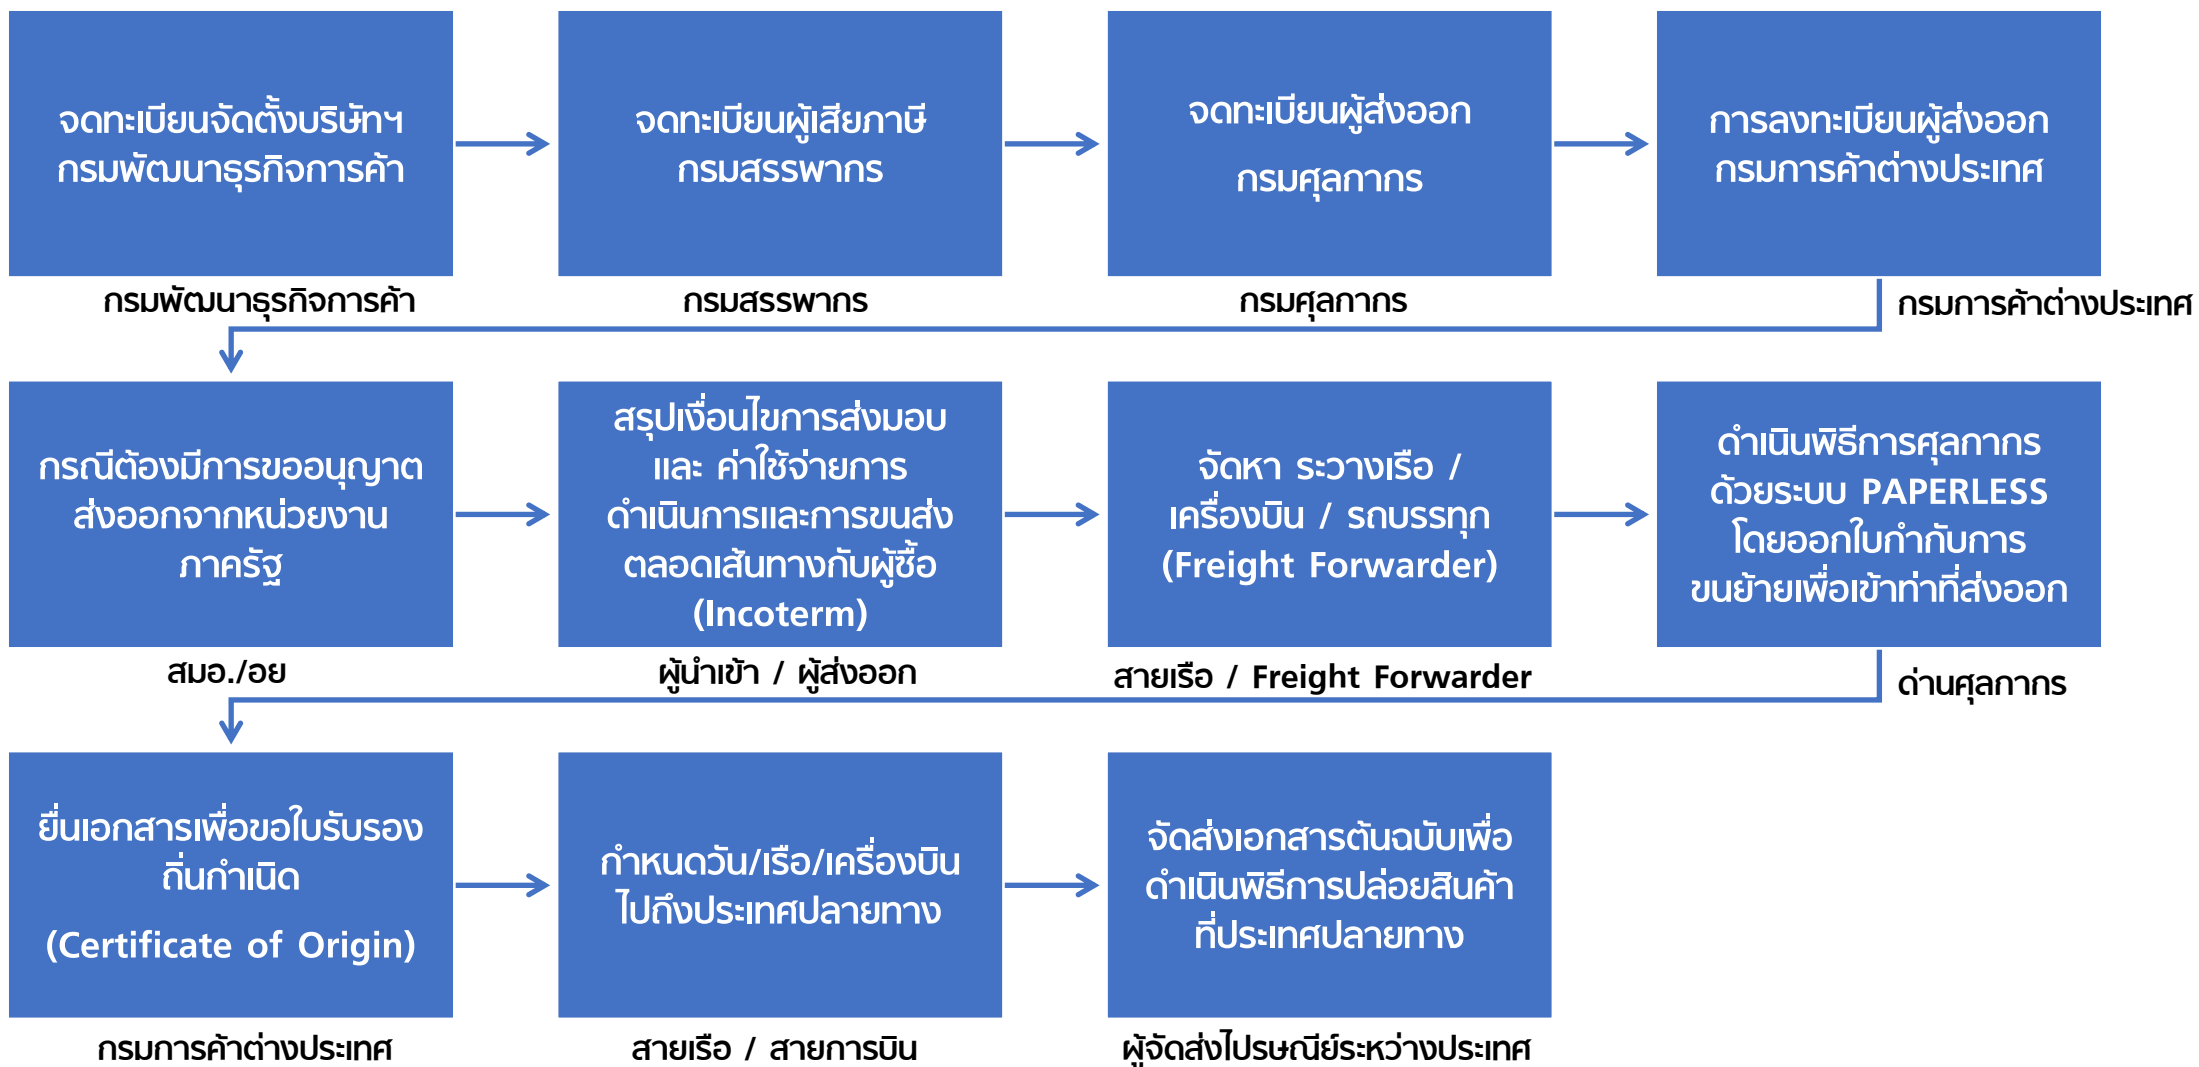 จดทะเบียนจัดตั้งบริษัทฯ
กรมพัฒนาธุรกิจการค้า
กรมพัฒนาธุรกิจการค้า
จดทะเบียนผู้เสียภาษี
กรมสรรพากร
กรมสรรพากร
จดทะเบียนผู้ส่งออก
กรมศุลกากร
กรมศุลกากร
การลงทะเบียนผู้ส่งออก
กรมการค้าต่างประเทศ
กรมการค้าต่างประเทศ
กรณีต้องมีการขออนุญาต
ส่งออกจากหน่วยงาน
ภาครัฐ
สมอ./อย
สรุปเงื่อนไขการส่งมอบ
และ ค่าใช้จ่ายการ
ดำเนินการและการขนส่ง
ตลอดเส้นทางกับผู้ซื้อ
(Incoterm)
ผู้นำเข้า / ผู้ส่งออก
จัดหา ระวางเรือ /
เครื่องบิน / รถบรรทุก
(Freight Forwarder)
สายเรือ / Freight Forwarder
ดำเนินพิธีการศุลกากร
ด้วยระบบ PAPERLESS
โดยออกใบกำกับการ
ขนย้ายเพื่อเข้าท่าที่ส่งออก
ด่านศุลกากร
ยื่นเอกสารเพื่อขอใบรับรอง
ถิ่นกำเนิด
(Certificate of Origin)
กรมการค้าต่างประเทศ
กำหนดวัน/เรือ/เครื่องบิน
ไปถึงประเทศปลายทาง
สายเรือ / สายการบิน
จัดส่งเอกสารต้นฉบับเพื่อ
ดำเนินพิธีการปล่อยสินค้า
ที่ประเทศปลายทาง
ผู้จัดส่งไปรษณีย์ระหว่างประเทศ